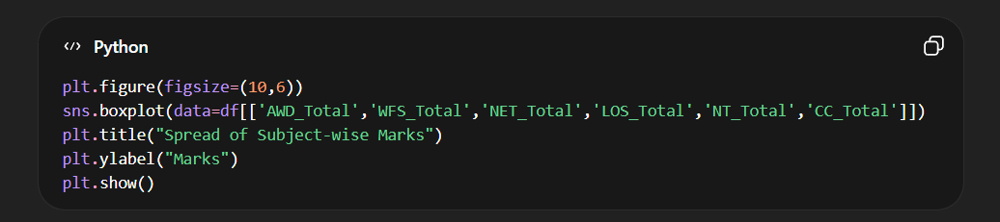 </> Python
plt.figure(figsize=(10,6))
sns.boxplot(data=df[['AWD_Total','WFS_Total','NET_Total','LOS_Total','NT_Total','CC_Total']])
plt.title("Spread of Subject-wise Marks")
plt.ylabel("Marks")
plt.show()